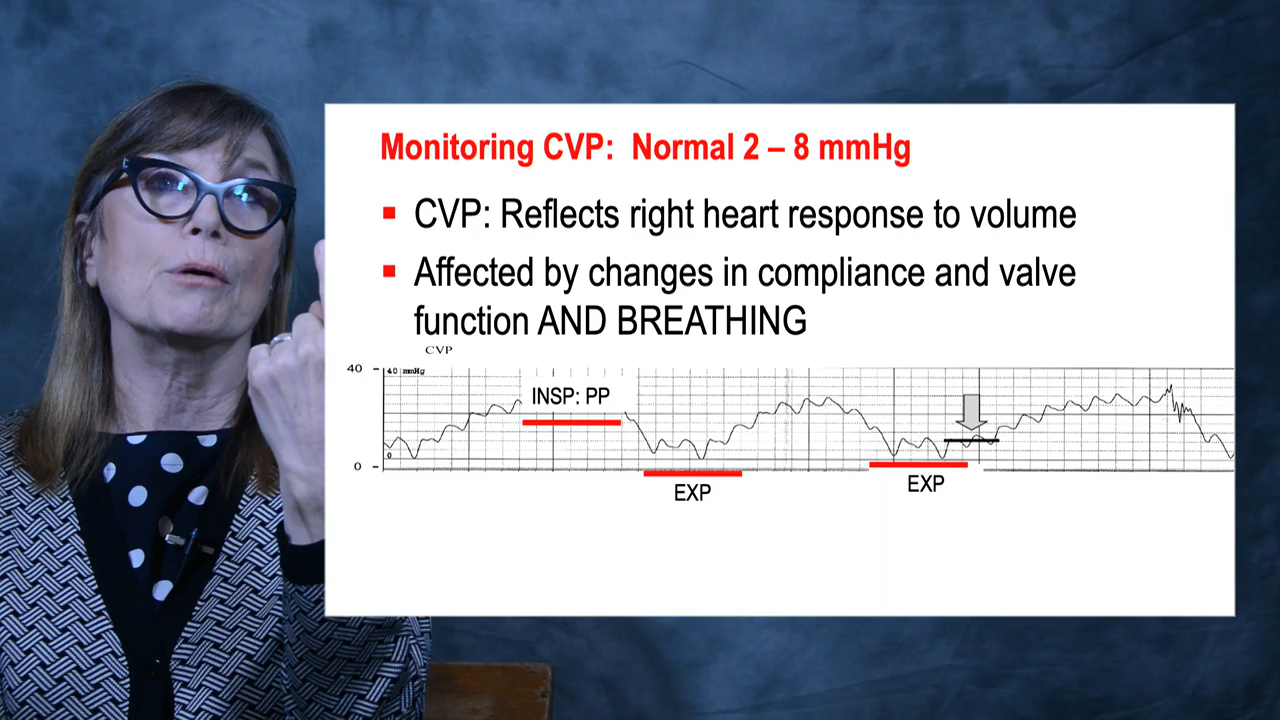 Monitoring CVP: Normal 2 – 8 mmHg
CVP: Reflects right heart response to volume
Affected by changes in compliance and valve
function AND BREATHING
CVP
40
40 mmHg
INSP: PP
0
0
EXP
EXP